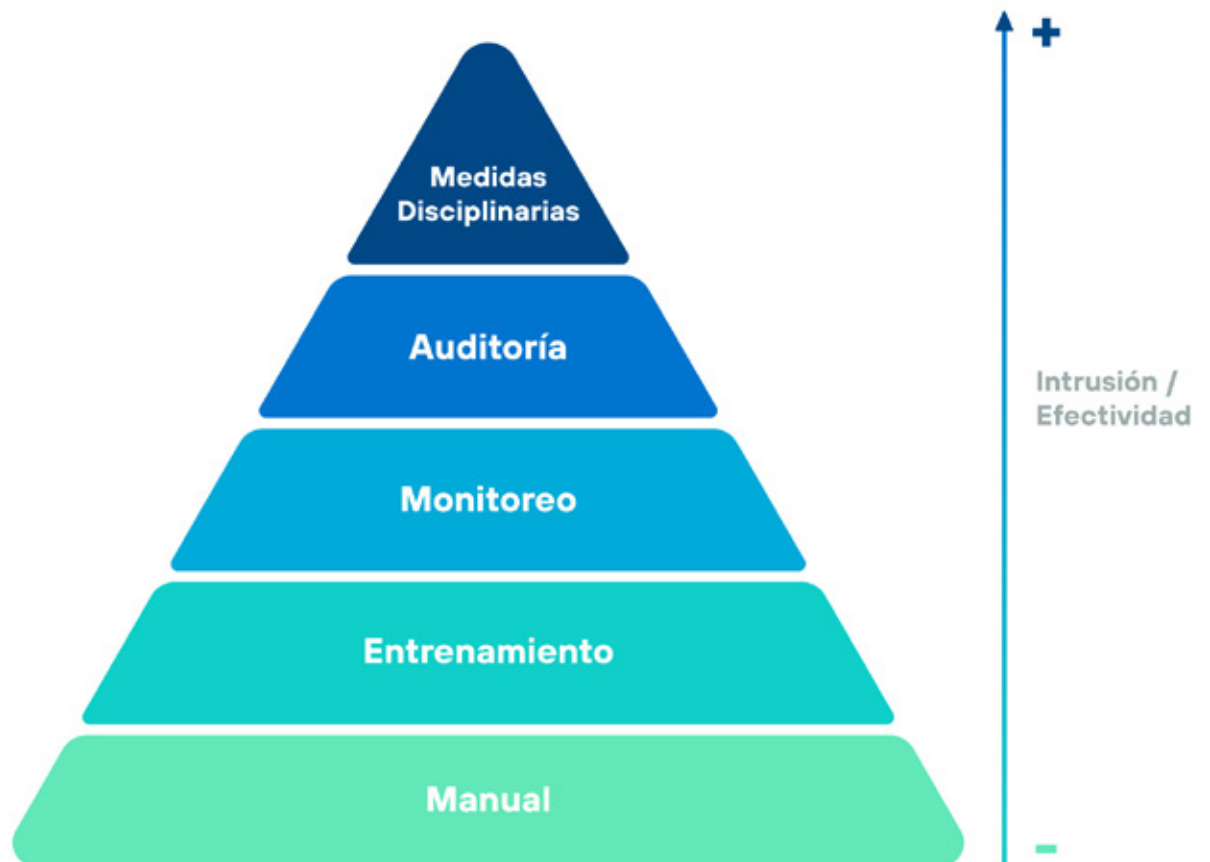 +
Medidas
Disciplinarias
Auditoría
Intrusión /
Efectividad
Monitoreo
Entrenamiento
Manual
-